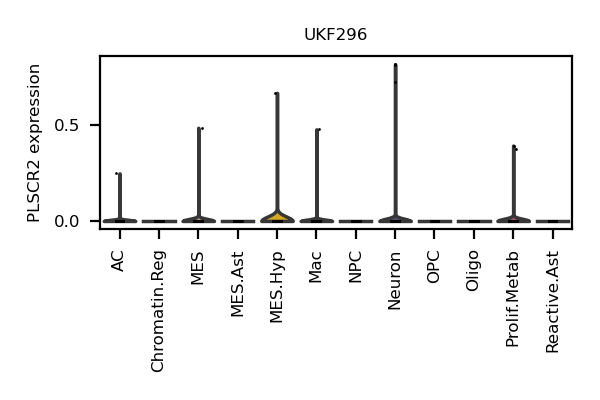 UKF296
PLSCR2 expression
0.5
0.0
AC
Chromatin.Reg
MES
MES.Ast
MES.Hyp
Mac
NPC
Neuron
OPC
Oligo
Prolif.Metab
Reactive.Ast